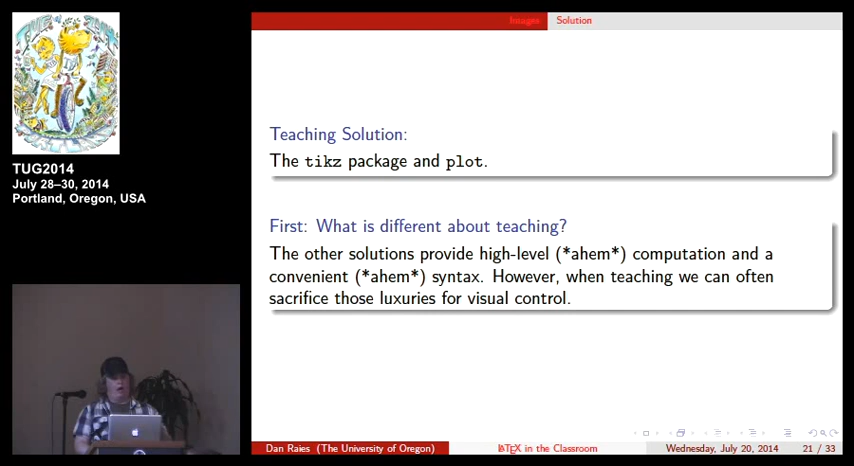 TUG2014
July 28–30, 2014
Portland, Oregon, USA
Images
Solution
Teaching Solution:
The tikz package and plot.
First: What is different about teaching?
The other solutions provide high-level (*ahem*) computation and a
convenient (*ahem*) syntax. However, when teaching we can often
sacrifice those luxuries for visual control.
Dan Raies (The University of Oregon)
LATEX in the Classroom
Wednesday, July 20, 2014
21 / 33